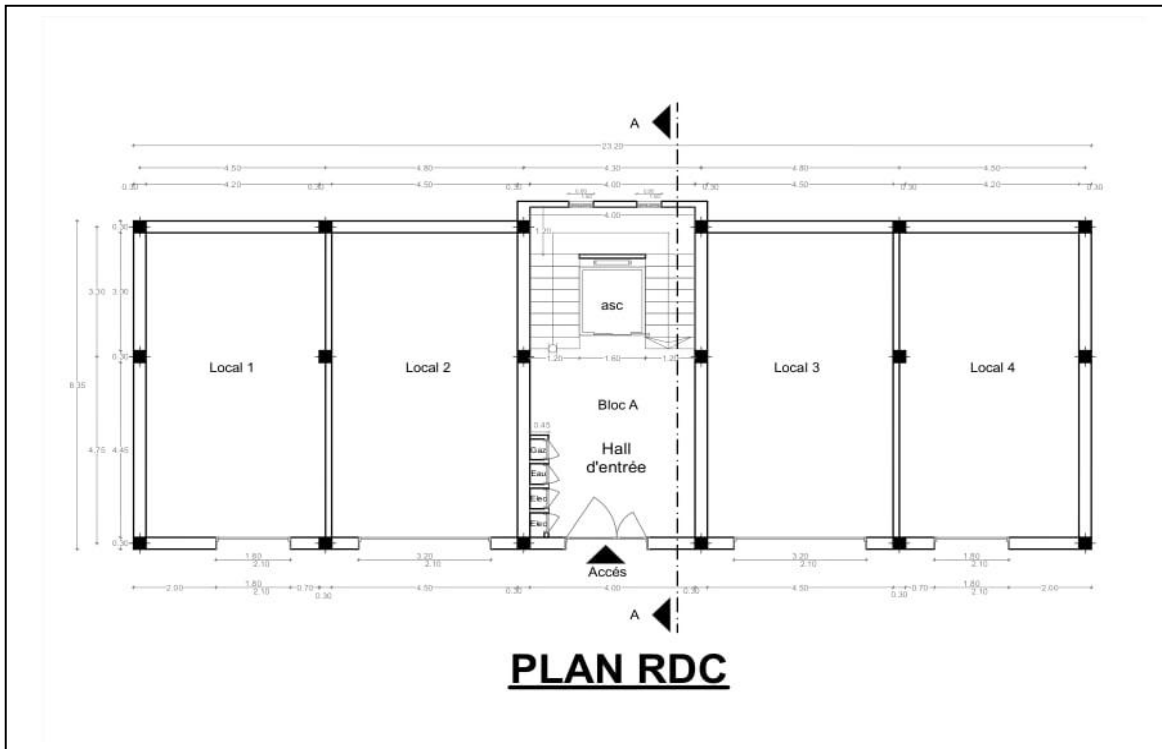 A
23.20
4.50 4.80 4.30 4.80 4.50
0.30 4.20 0.30 4.50 0.30 4.00 0.30 4.50 0.30 4.20 0.30
4.00
1.20
0.30
3.00
asc
0.30
1.20 1.60 1.20
Local 1
Local 2
Local 3
Local 4
8.35
Bloc A
0.45
4.75 4.45
Gaz
Hall
d'entrée
Eau
Elec
Elec
0.30
1.80
2.10
3.20
2.10
Accés
3.20
2.10
1.80
2.10
2.00 1.80 0.70 4.50 0.30 4.00 0.30 4.50 0.70 1.80 2.00
2.10 0.30 0.30 2.10
A
PLAN RDC